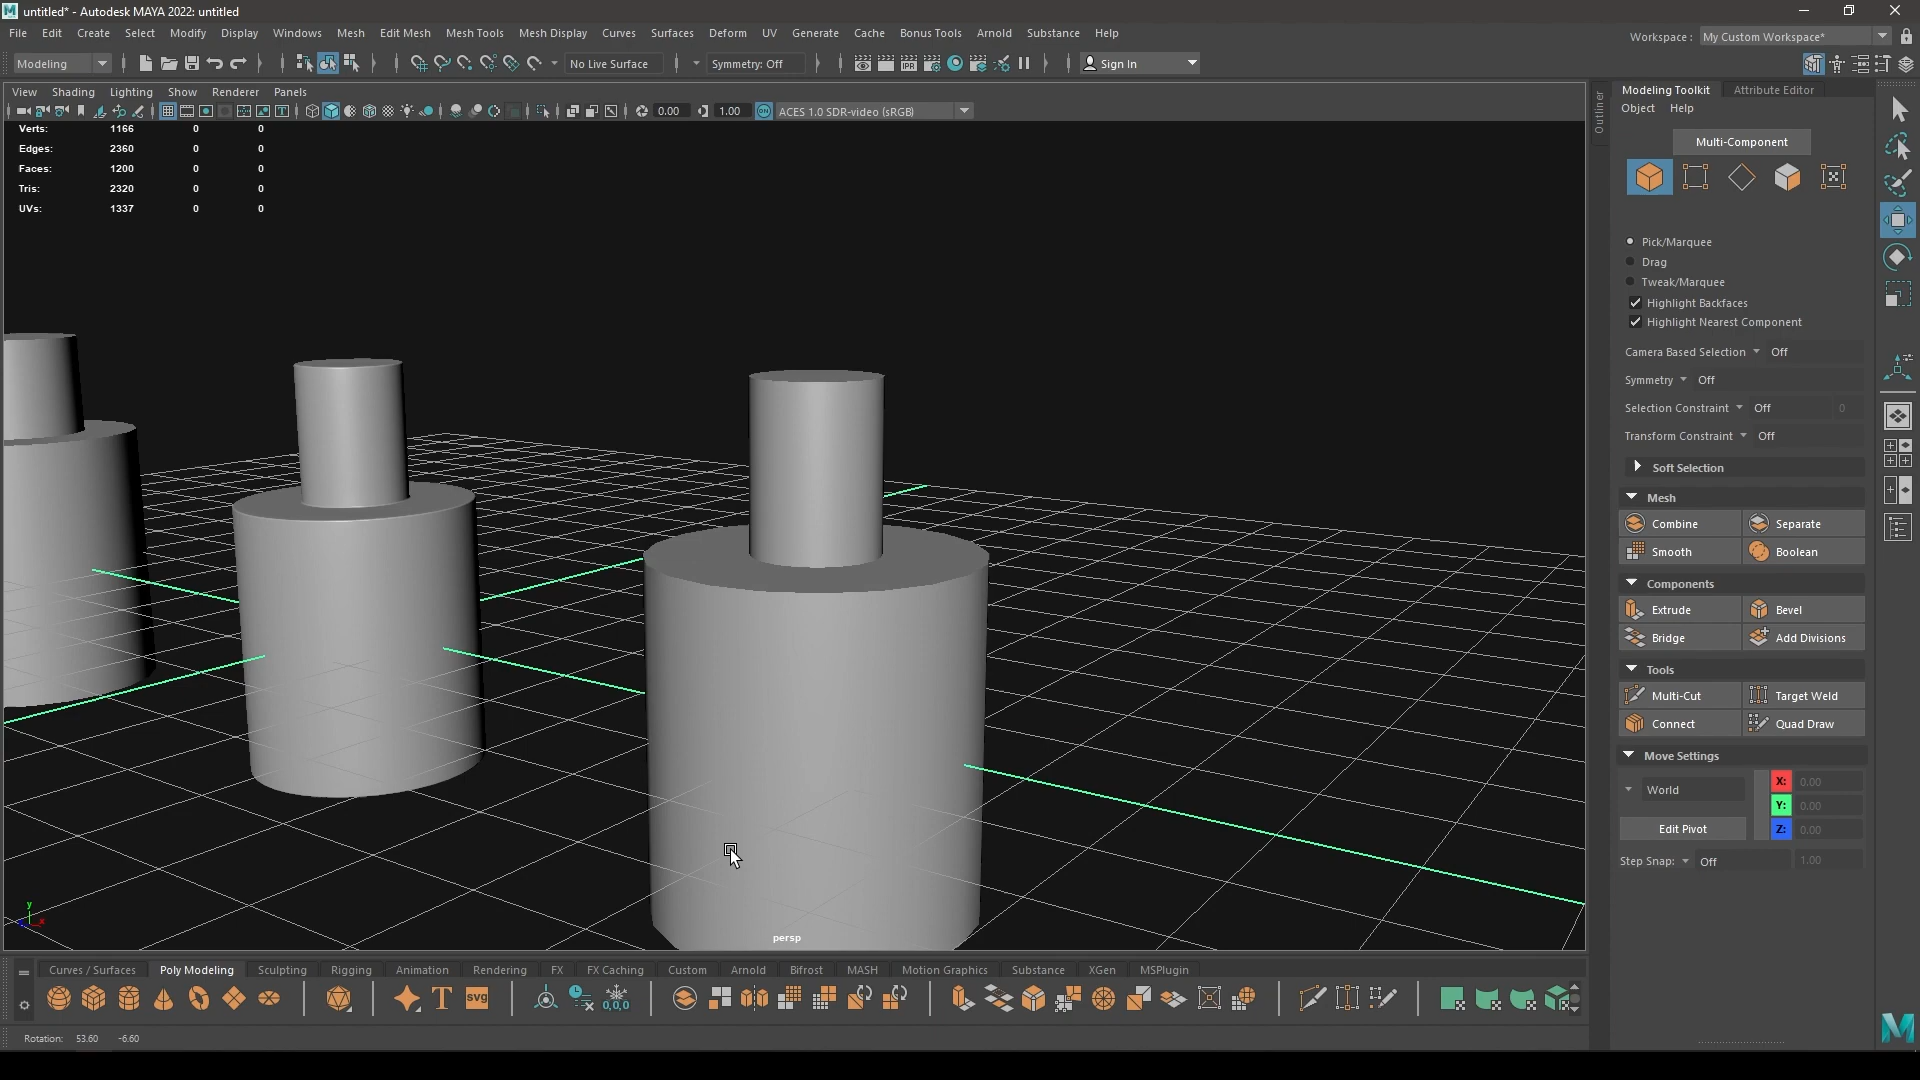 untitled* - Autodesk MAYA 2022: untitled
File Edit Create Select Modify Display Windows Mesh Edit Mesh Mesh Tools Mesh Display Curves Surfaces Deform UV Generate Cache Bonus Tools Arnold Substance Help
Workspace : My Custom Workspace*
Modeling No Live Surface Symmetry: Off IPR Sign In
View Shading Lighting Show Renderer Panels
0.00 1.00 ON ACES 1.0 SDR-video (sRGB)
Verts: 1166 0 0
Edges: 2360 0 0
Faces: 1200 0 0
Tris: 2320 0 0
UVs: 1337 0 0
y
x
persp
Outliner
Modeling Toolkit Attribute Editor
Object Help
Multi-Component
Pick/Marquee
Drag
Tweak/Marquee
Highlight Backfaces
Highlight Nearest Component
Camera Based Selection Off
Symmetry Off
Selection Constraint Off 0
Transform Constraint Off
Soft Selection
Mesh
Combine Separate
Smooth Boolean
Components
Extrude Bevel
Bridge Add Divisions
Tools
Multi-Cut Target Weld
Connect Quad Draw
Move Settings
X: 0.00
World
Y: 0.00
Edit Pivot Z: 0.00
Step Snap: Off 1.00
Curves / Surfaces Poly Modeling Sculpting Rigging Animation Rendering FX FX Caching Custom Arnold Bifrost MASH Motion Graphics Substance XGen MSPlugin
T svg 0,0,0
Rotation: 53.60 -6.60
M